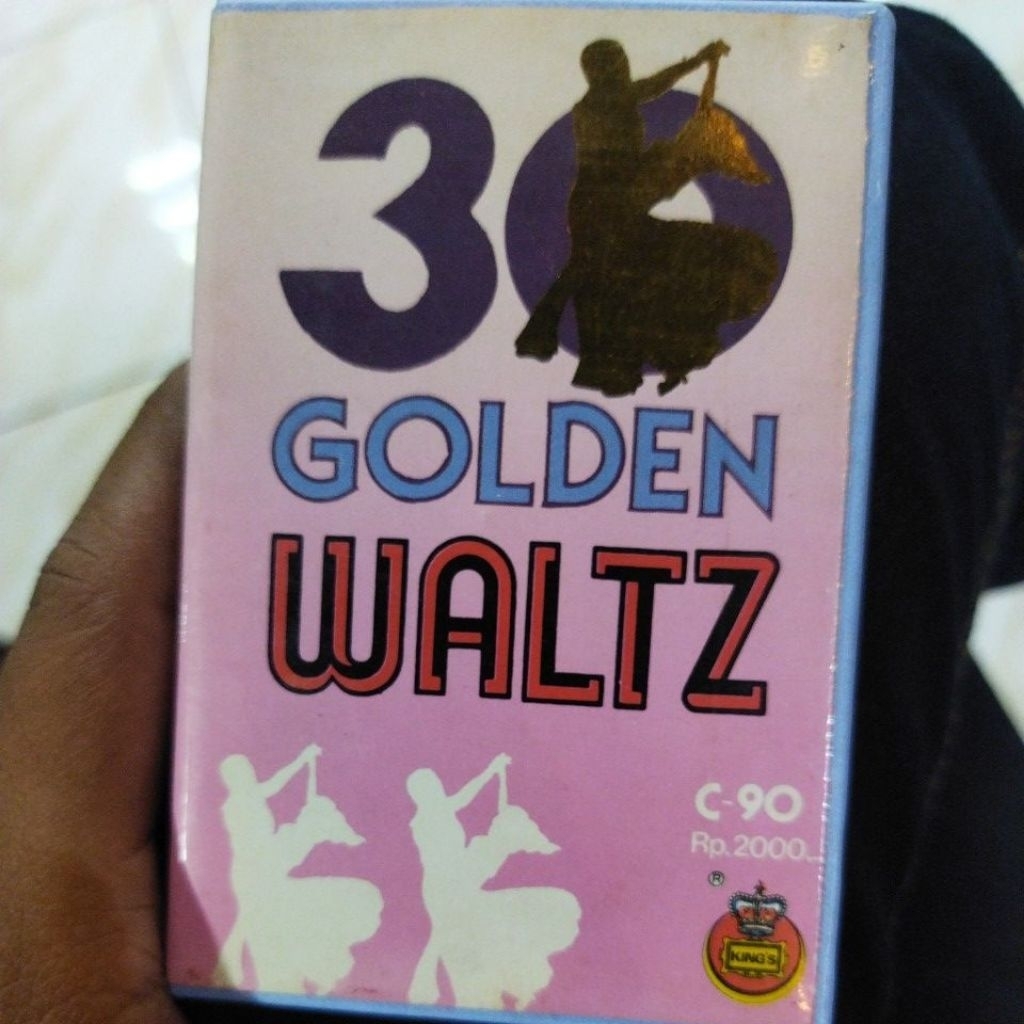 30
GOLDEN
WALTZ
C-90
Rp. 2000,-
®
KING'S